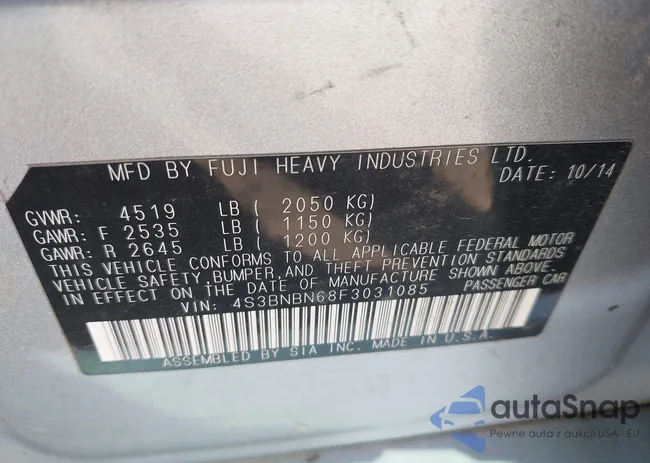 MFD BY FUJI HEAVY INDUSTRIES LTD.
DATE: 10/14
GVWR: 4519 LB ( 2050 KG)
GAWR: F 2535 LB ( 1150 KG)
GAWR: R 2645 LB ( 1200 KG)
THIS VEHICLE CONFORMS TO ALL APPLICABLE FEDERAL MOTOR
VEHICLE SAFETY, BUMPER, AND THEFT PREVENTION STANDARDS
IN EFFECT ON THE DATE OF MANUFACTURE SHOWN ABOVE.
VIN: 4S3BNBN68F3031085 PASSENGER CAR
ASSEMBLED BY SIA INC. MADE IN U.S.A.
autaSnap
Pewne auta z aukcji USA · EU